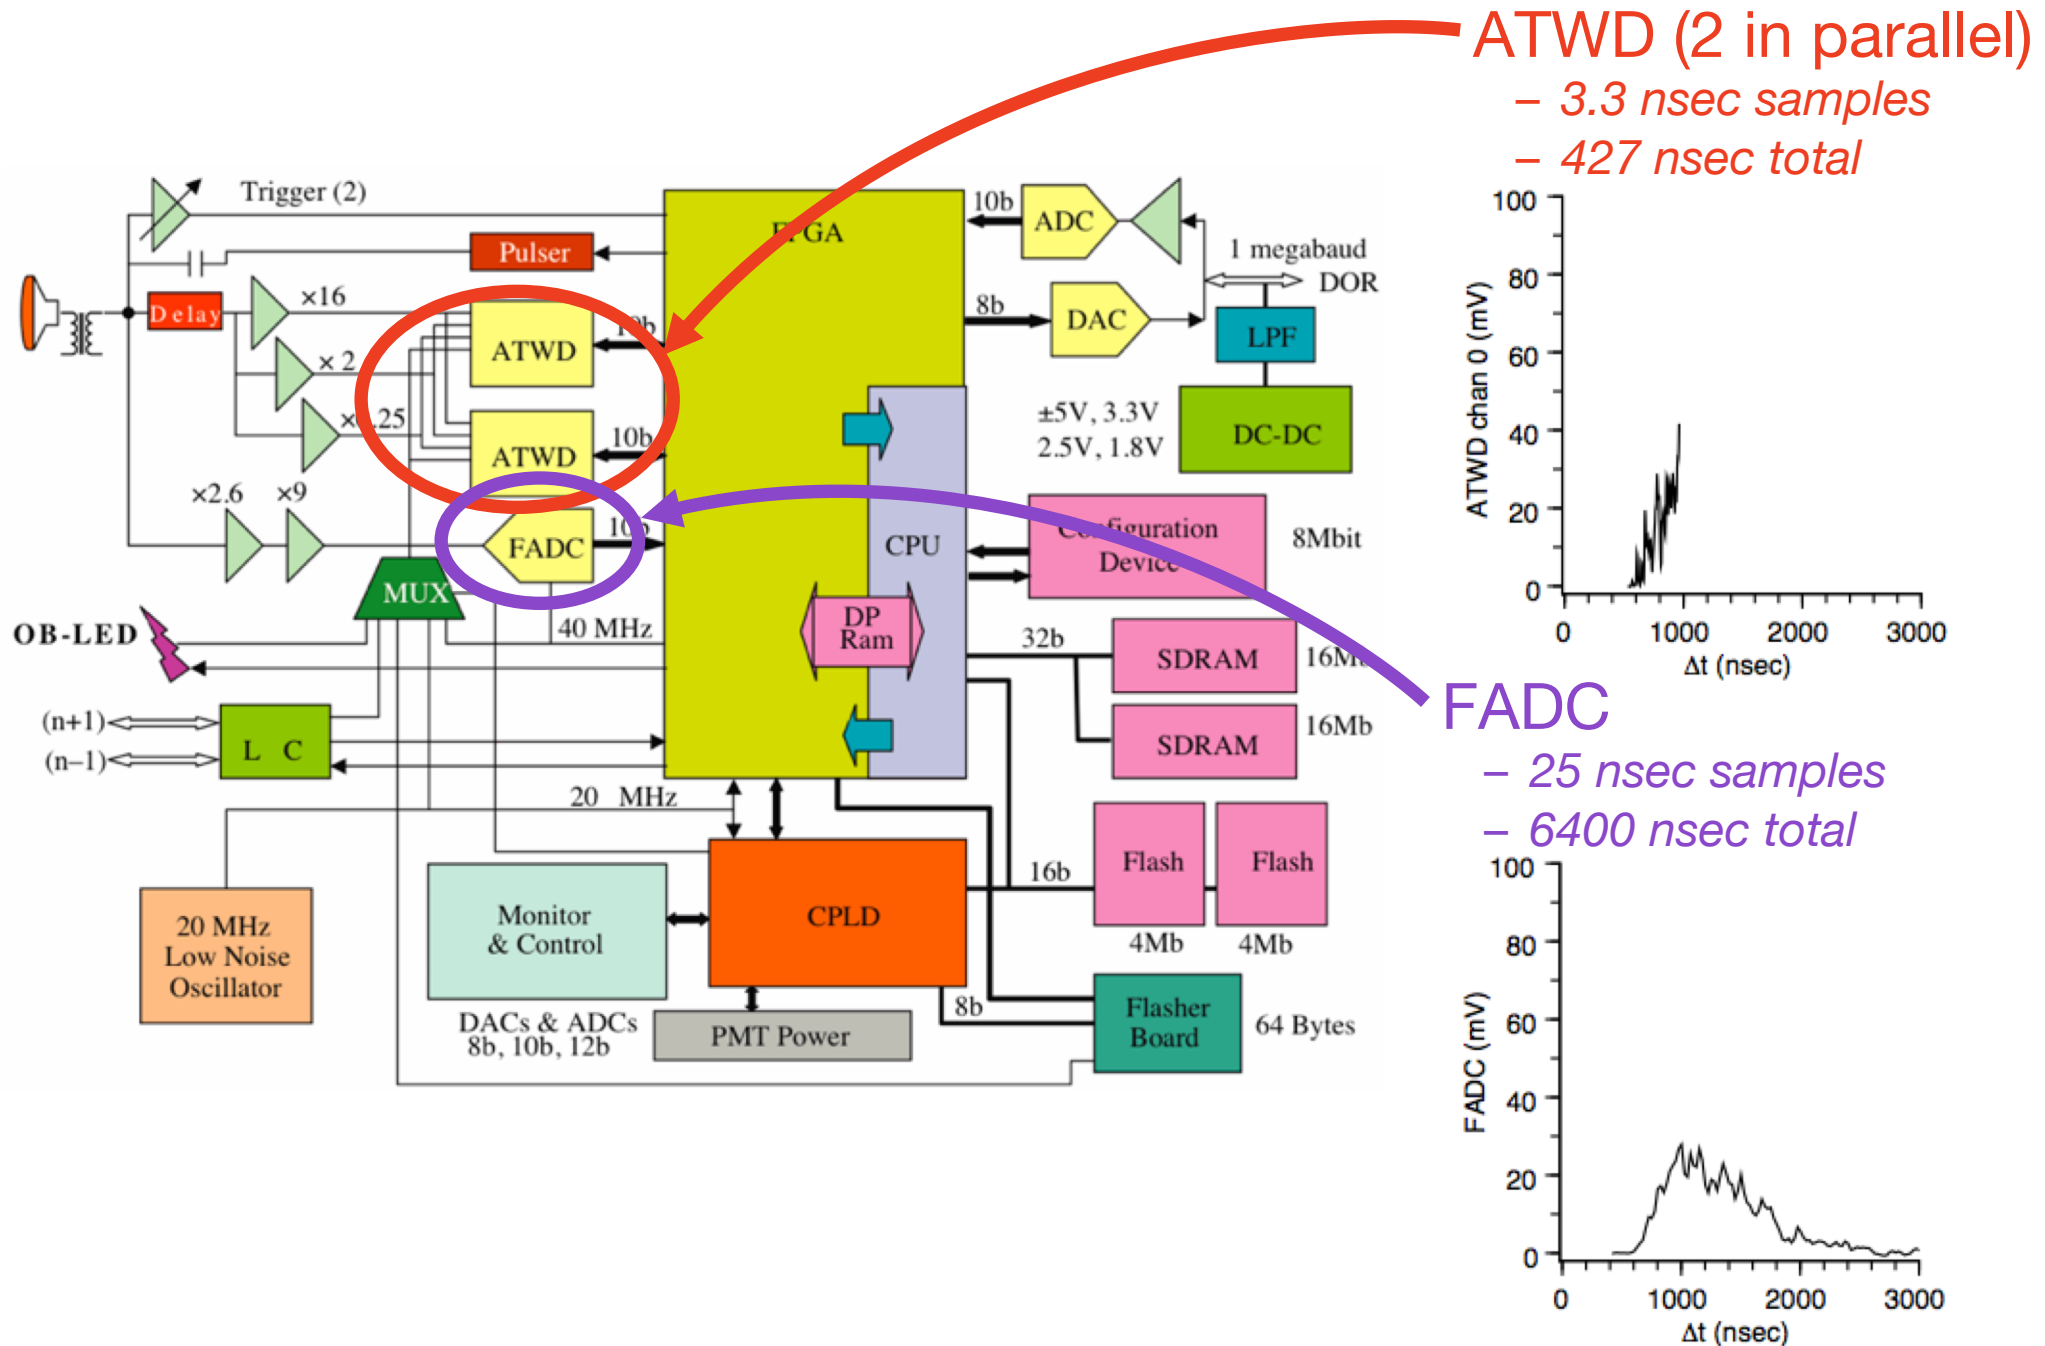 ATWD (2 in parallel)
– 3.3 nsec samples
– 427 nsec total
Trigger (2)
Pulser
Delay
×16
× 2
×0.25
×2.6
×9
ATWD
10b
ATWD
10b
FADC
10b
MUX
OB-LED
40 MHz
(n+1)
(n–1)
L C
20 MHz
20 MHz
Low Noise
Oscillator
Monitor
& Control
DACs & ADCs
8b, 10b, 12b
CPLD
PMT Power
FPGA
CPU
DP
Ram
10b
ADC
8b
DAC
1 megabaud
DOR
LPF
±5V, 3.3V
2.5V, 1.8V
DC-DC
Configuration
Device
8Mbit
32b
SDRAM
16Mb
SDRAM
16Mb
16b
Flash
Flash
4Mb
4Mb
8b
Flasher
Board
64 Bytes
ATWD chan 0 (mV)
100
80
60
40
20
0
0 1000 2000 3000
Δt (nsec)
FADC
– 25 nsec samples
– 6400 nsec total
FADC (mV)
100
80
60
40
20
0
0 1000 2000 3000
Δt (nsec)